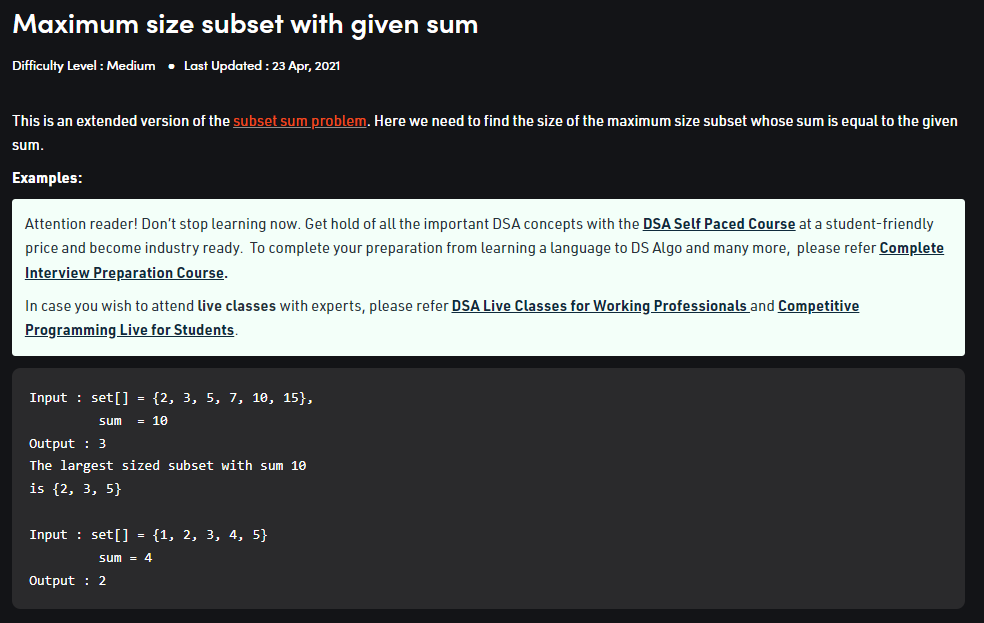 Maximum size subset with given sum
Difficulty Level : Medium ● Last Updated : 23 Apr, 2021
This is an extended version of the subset sum problem. Here we need to find the size of the maximum size subset whose sum is equal to the given
sum.
Examples:
Attention reader! Don't stop learning now. Get hold of all the important DSA concepts with the DSA Self Paced Course at a student-friendly
price and become industry ready.  To complete your preparation from learning a language to DS Algo and many more,  please refer Complete
Interview Preparation Course.
In case you wish to attend live classes with experts, please refer DSA Live Classes for Working Professionals and Competitive
Programming Live for Students.
Input : set[] = {2, 3, 5, 7, 10, 15},
         sum  = 10
Output : 3
The largest sized subset with sum 10
is {2, 3, 5}
Input : set[] = {1, 2, 3, 4, 5}
         sum = 4
Output : 2